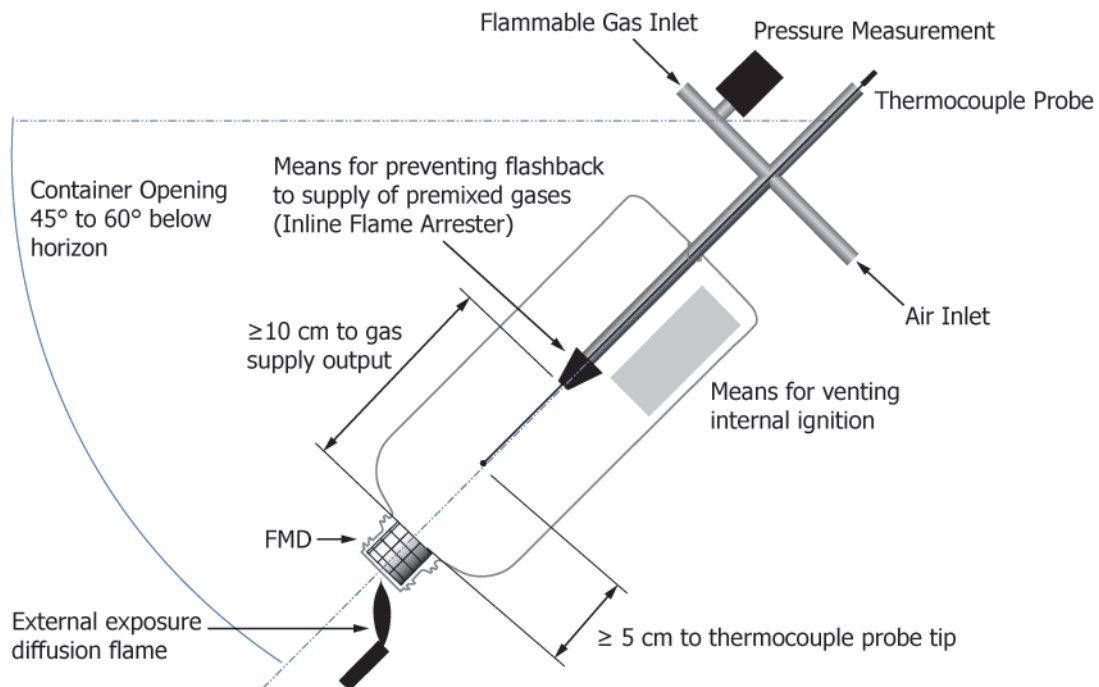 Flammable Gas Inlet
Pressure Measurement
Thermocouple Probe
Means for preventing flashback
to supply of premixed gases
(Inline Flame Arrester)
Container Opening
45° to 60° below
horizon
Air Inlet
≥10 cm to gas
supply output
Means for venting
internal ignition
FMD
External exposure
diffusion flame
≥ 5 cm to thermocouple probe tip